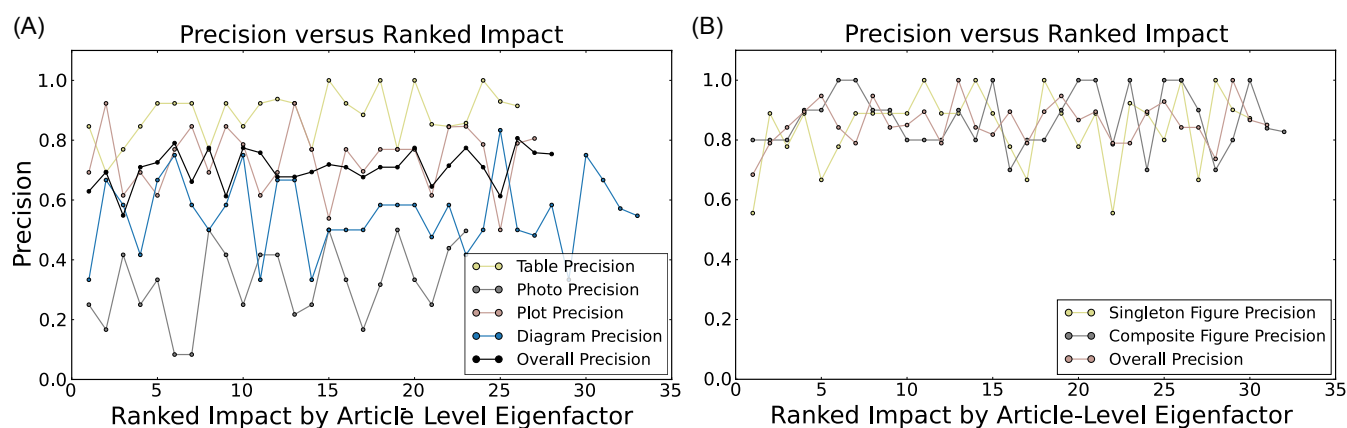 (A)
Precision versus Ranked Impact
1.0
0.8
0.6
0.4
0.2
0.0
Precision
0
5
10
15
20
25
30
35
Ranked Impact by Article Level Eigenfactor
Table Precision
Photo Precision
Plot Precision
Diagram Precision
Overall Precision
(B)
Precision versus Ranked Impact
1.0
0.8
0.6
0.4
0.2
0.0
0
5
10
15
20
25
30
35
Ranked Impact by Article-Level Eigenfactor
Singleton Figure Precision
Composite Figure Precision
Overall Precision